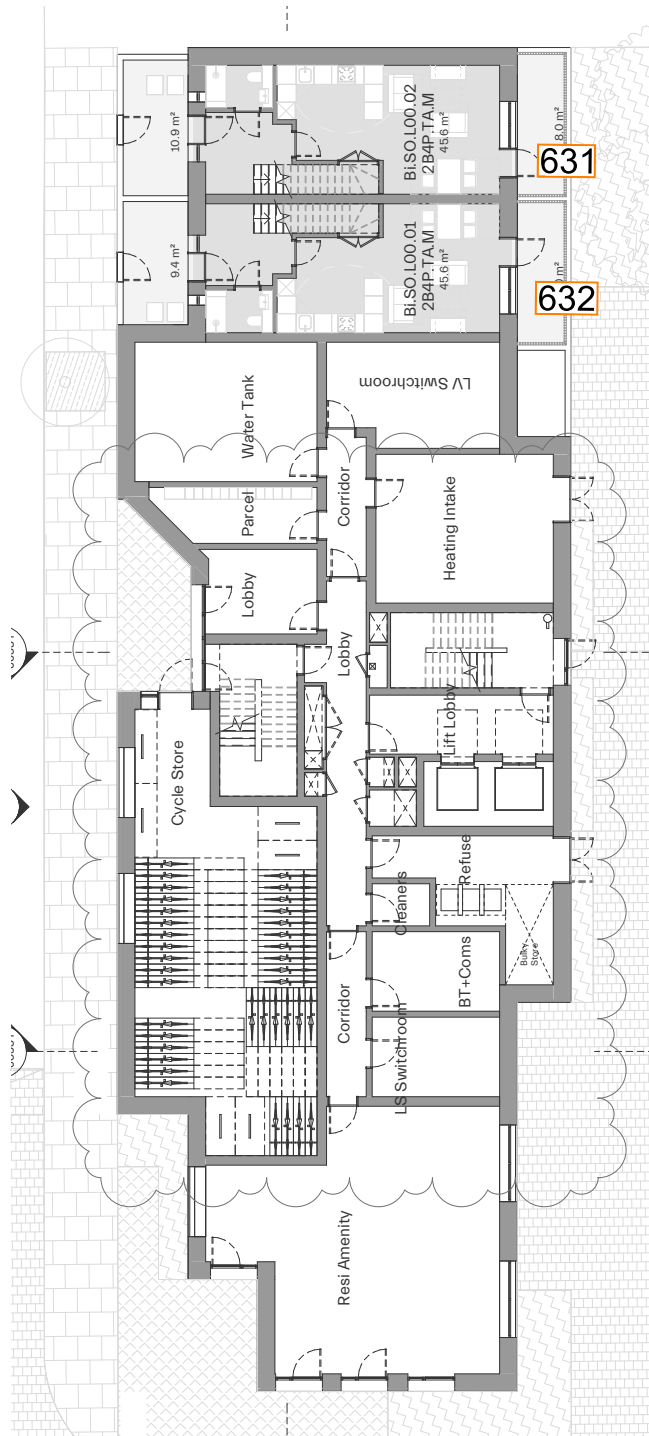 631
632
10.9 m²
8.0 m²
Bi.SO.L00.02
2B4P.TA.M
45.6 m²
9.4 m²
Bi.SO.L00.01
2B4P.TA.M
45.6 m²
Water Tank
LV Switchroom
Parcel
Corridor
Heating Intake
Lobby
Lobby
Lift Lobby
Cycle Store
Refuse
Cleaners
Bulky
Store
BT+Coms
Corridor
LS Switchroom
Resi Amenity